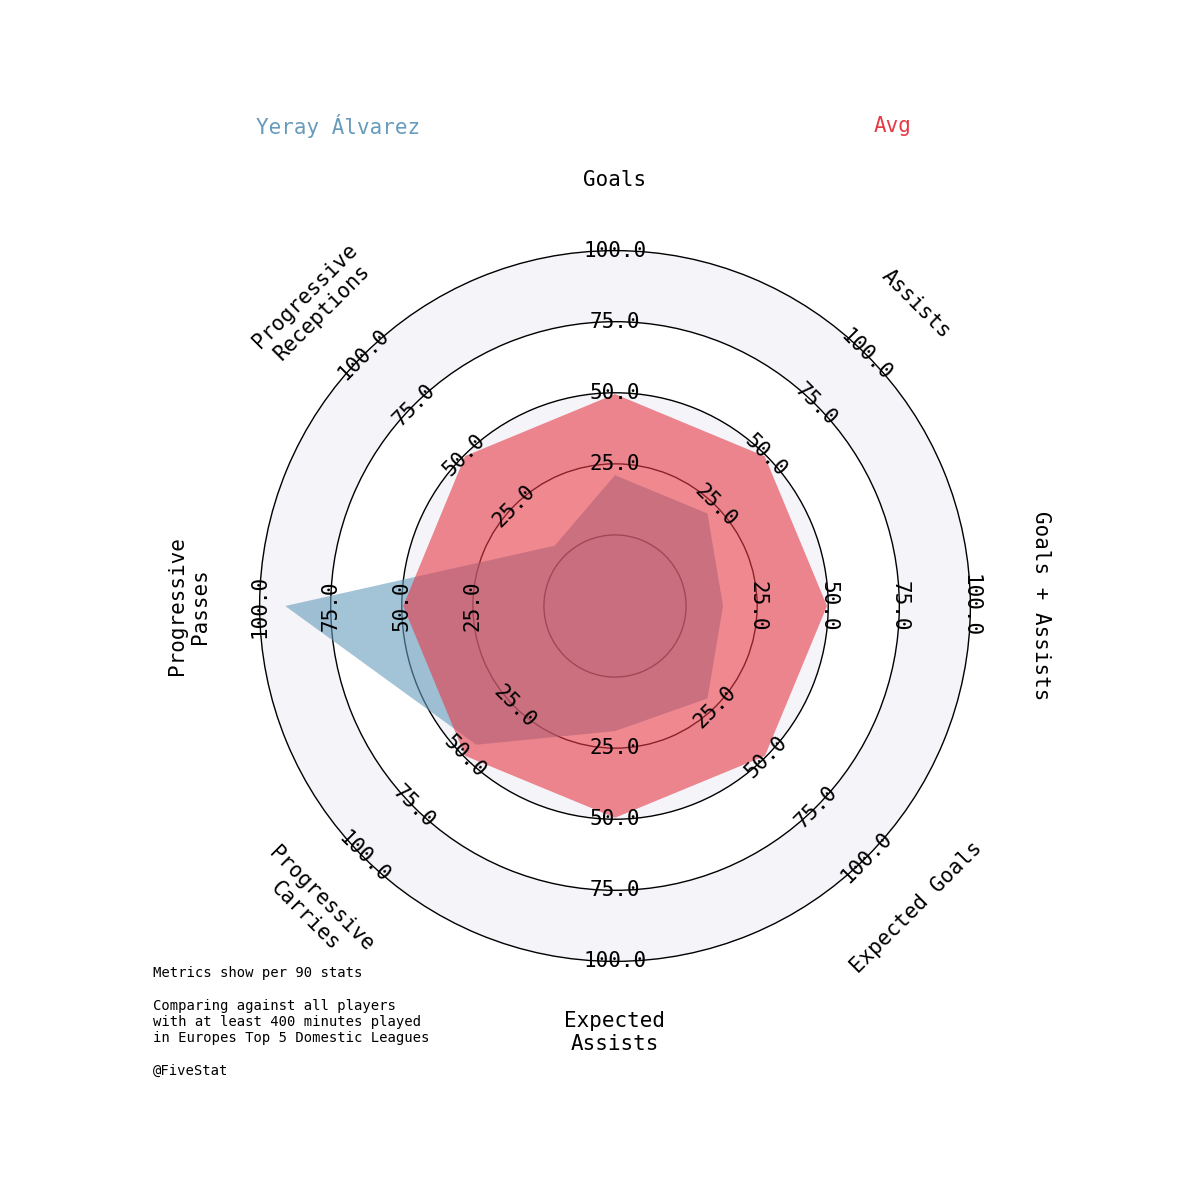 Yeray Álvarez
Avg
Goals
Assists
Goals + Assists
Expected Goals
Expected
Assists
Progressive
Carries
Progressive
Passes
Progressive
Receptions
25.0
50.0
75.0
100.0
25.0
50.0
75.0
100.0
25.0
50.0
75.0
100.0
25.0
50.0
75.0
100.0
25.0
50.0
75.0
100.0
25.0
50.0
75.0
100.0
25.0
50.0
75.0
100.0
25.0
50.0
75.0
100.0
Metrics show per 90 stats
Comparing against all players
with at least 400 minutes played
in Europes Top 5 Domestic Leagues
@FiveStat